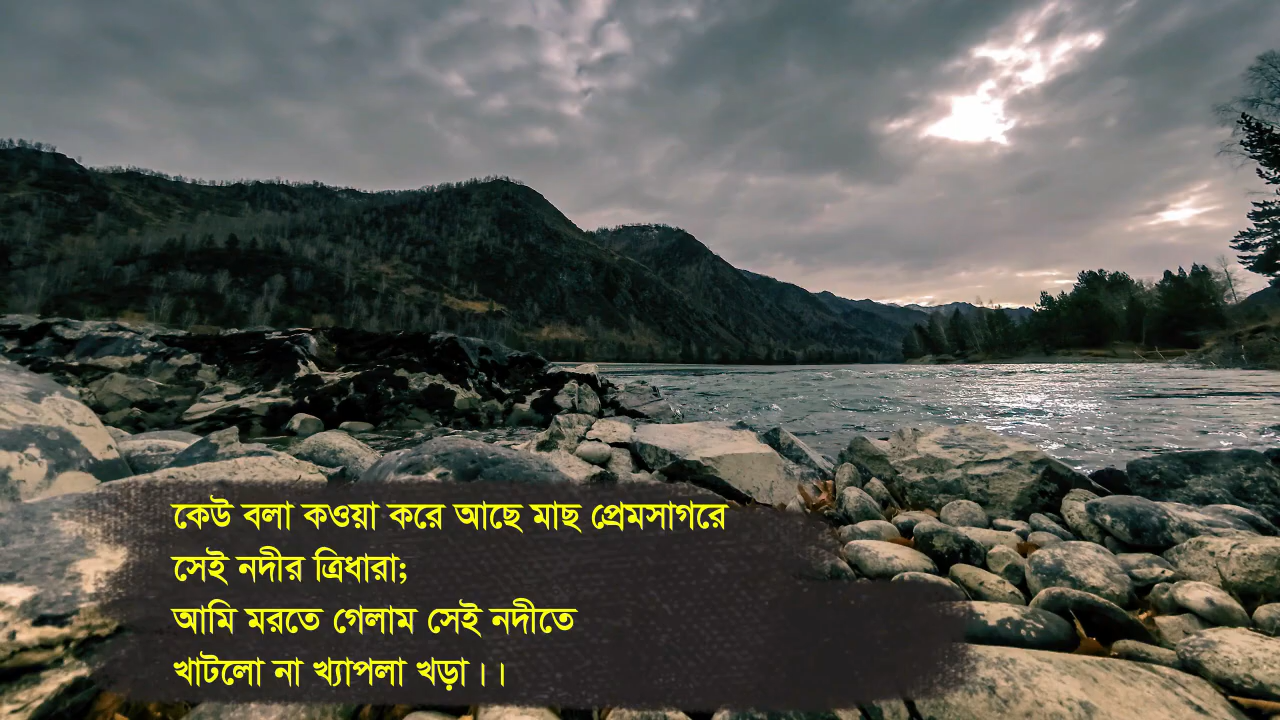 কেউ বলা কওয়া করে আছে মাছ প্রেমসাগরে
সেই নদীর ত্রিধারা;
আমি মরতে গেলাম সেই নদীতে
খাটলো না খ্যাপলা খড়া।।